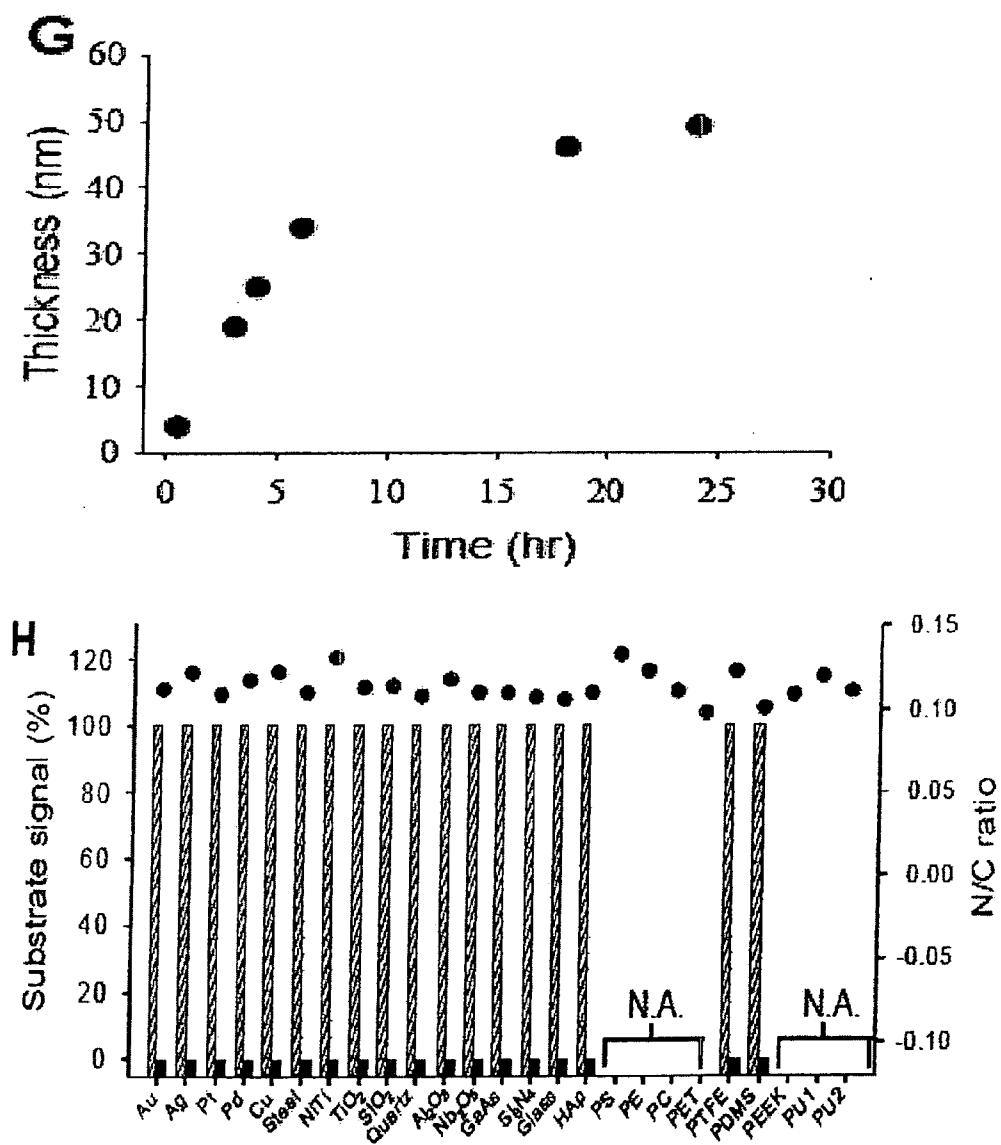 G
60
50
40
30
20
10
0
Thickness (nm)
0 5 10 15 20 25 30
Time (hr)
H
120
100
80
60
40
20
0
Substrate signal (%)
0.15
0.10
0.05
0.00
-0.05
-0.10
N/C ratio
N.A. N.A.
Au Ag Pt Pd Cu Steel NiTi TiO2 SiO2 Quartz Al2O3 Nb2O5 GaAs Si3N4 Glass HAp PS PE PC PET PTFE PDMS PEEK PU1 PU2